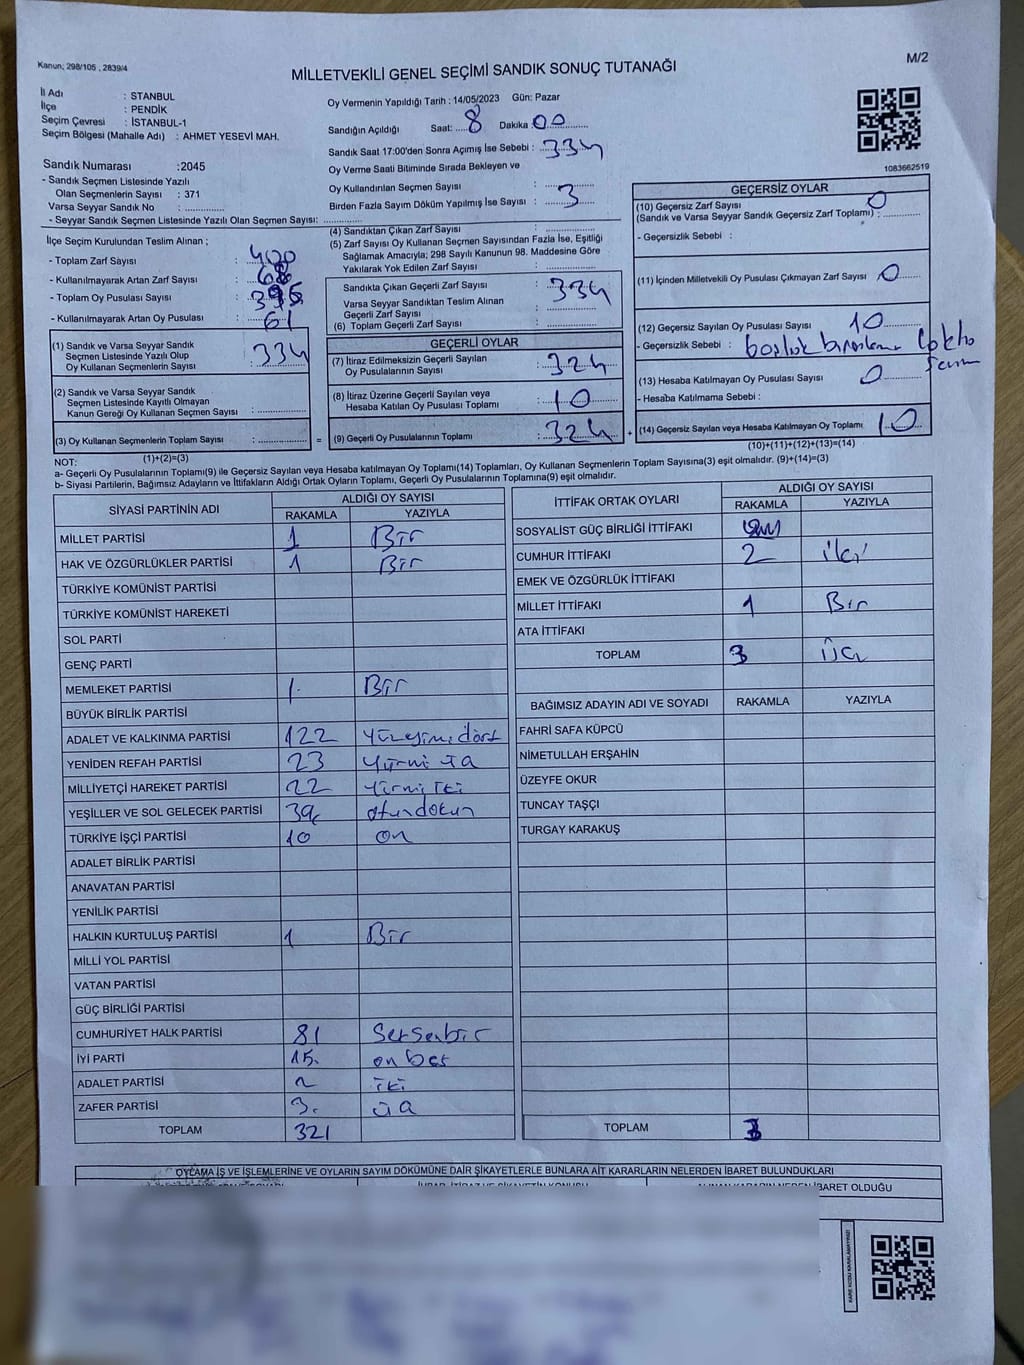 Kanun; 298/105 , 2839/4
M/2
MİLLETVEKİLİ GENEL SEÇİMİ SANDIK SONUÇ TUTANAĞI
İl Adı : STANBUL
İlçe : PENDİK
Seçim Çevresi : İSTANBUL-1
Seçim Bölgesi (Mahalle Adı) : AHMET YESEVİ MAH.
Oy Vermenin Yapıldığı Tarih : 14/05/2023 Gün: Pazar
Sandığın Açıldığı Saat: 8 Dakika 00
Sandık Saat 17:00'den Sonra Açımış İse Sebebi : 334
Oy Verme Saati Bitiminde Sırada Bekleyen ve
Oy Kullandırılan Seçmen Sayısı :
Birden Fazla Sayım Döküm Yapılmış İse Sayısı : 3
1083662519
Sandık Numarası :2045
- Sandık Seçmen Listesinde Yazılı
Olan Seçmenlerin Sayısı : 371
Varsa Seyyar Sandık No :
- Seyyar Sandık Seçmen Listesinde Yazılı Olan Seçmen Sayısı:
İlçe Seçim Kurulundan Teslim Alınan ;
- Toplam Zarf Sayısı : 400
- Kullanılmayarak Artan Zarf Sayısı :
- Toplam Oy Pusulası Sayısı :
- Kullanılmayarak Artan Oy Pusulası : 61
(1) Sandık ve Varsa Seyyar Sandık
Seçmen Listesinde Yazılı Olup
Oy Kullanan Seçmenlerin Sayısı : 334
(2) Sandık ve Varsa Seyyar Sandık
Seçmen Listesinde Kayıtlı Olmayan
Kanun Gereği Oy Kullanan Seçmen Sayısı :
(3) Oy Kullanan Seçmenlerin Toplam Sayısı :
(1)+(2)=(3)
(4) Sandıktan Çıkan Zarf Sayısı :
(5) Zarf Sayısı Oy Kullanan Seçmen Sayısından Fazla İse, Eşitliği
Sağlamak Amacıyla; 298 Sayılı Kanunun 98. Maddesine Göre
Yakılarak Yok Edilen Zarf Sayısı :
Sandıkta Çıkan Geçerli Zarf Sayısı : 334
Varsa Seyyar Sandıktan Teslim Alınan
Geçerli Zarf Sayısı :
(6) Toplam Geçerli Zarf Sayısı :
GEÇERLİ OYLAR
(7) İtiraz Edilmeksizin Geçerli Sayılan
Oy Pusulalarının Sayısı : 324
(8) İtiraz Üzerine Geçerli Sayılan veya
Hesaba Katılan Oy Pusulası Toplamı : 10
= (9) Geçerli Oy Pusulalarının Toplamı : 324 +
GEÇERSİZ OYLAR
(10) Geçersiz Zarf Sayısı
(Sandık ve Varsa Seyyar Sandık Geçersiz Zarf Toplamı) : 0
- Geçersizlik Sebebi :
(11) İçinden Milletvekili Oy Pusulası Çıkmayan Zarf Sayısı : 0
(12) Geçersiz Sayılan Oy Pusulası Sayısı : 10
- Geçersizlik Sebebi :
(13) Hesaba Katılmayan Oy Pusulası Sayısı : 0
- Hesaba Katılmama Sebebi :
(14) Geçersiz Sayılan veya Hesaba Katılmayan Oy Toplamı : 10
(10)+(11)+(12)+(13)=(14)
NOT:
a- Geçerli Oy Pusulalarının Toplamı(9) ile Geçersiz Sayılan veya Hesaba katılmayan Oy Toplamı(14) Toplamları, Oy Kullanan Seçmenlerin Toplam Sayısına(3) eşit olmalıdır. (9)+(14)=(3)
b- Siyasi Partilerin, Bağımsız Adayların ve İttifakların Aldığı Ortak Oyların Toplamı, Geçerli Oy Pusulalarının Toplamına(9) eşit olmalıdır.
SİYASİ PARTİNİN ADI ALDIĞI OY SAYISI
RAKAMLA YAZIYLA
MİLLET PARTİSİ 1 Bir
HAK VE ÖZGÜRLÜKLER PARTİSİ 1 Bir
TÜRKİYE KOMÜNİST PARTİSİ
TÜRKİYE KOMÜNİST HAREKETİ
SOL PARTİ
GENÇ PARTİ
MEMLEKET PARTİSİ 1. Bir
BÜYÜK BİRLİK PARTİSİ
ADALET VE KALKINMA PARTİSİ 122
YENİDEN REFAH PARTİSİ 23
MİLLİYETÇİ HAREKET PARTİSİ 22 Yirmi iki
YEŞİLLER VE SOL GELECEK PARTİSİ 39 otundokun
TÜRKİYE İŞÇİ PARTİSİ 10 on
ADALET BİRLİK PARTİSİ
ANAVATAN PARTİSİ
YENİLİK PARTİSİ
HALKIN KURTULUŞ PARTİSİ 1 Bir
MİLLİ YOL PARTİSİ
VATAN PARTİSİ
GÜÇ BİRLİĞİ PARTİSİ
CUMHURİYET HALK PARTİSİ 81 Seksenbir
İYİ PARTİ 15. on beş
ADALET PARTİSİ 2 iki
ZAFER PARTİSİ 3. üç
TOPLAM 321
İTTİFAK ORTAK OYLARI ALDIĞI OY SAYISI
RAKAMLA YAZIYLA
SOSYALİST GÜÇ BİRLİĞİ İTTİFAKI
CUMHUR İTTİFAKI 2 iki
EMEK VE ÖZGÜRLÜK İTTİFAKI
MİLLET İTTİFAKI 1 Bir
ATA İTTİFAKI
TOPLAM 3 Üç
BAĞIMSIZ ADAYIN ADI VE SOYADI RAKAMLA YAZIYLA
FAHRİ SAFA KÜPCÜ
NİMETULLAH ERŞAHİN
ÜZEYFE OKUR
TUNCAY TAŞÇI
TURGAY KARAKUŞ
TOPLAM 3
OYLAMA İŞ VE İŞLEMLERİNE VE OYLARIN SAYIM DÖKÜMÜNE DAİR ŞİKAYETLERLE BUNLARA AİT KARARLARIN NELERDEN İBARET BULUNDUKLARI
İBARET OLDUĞU